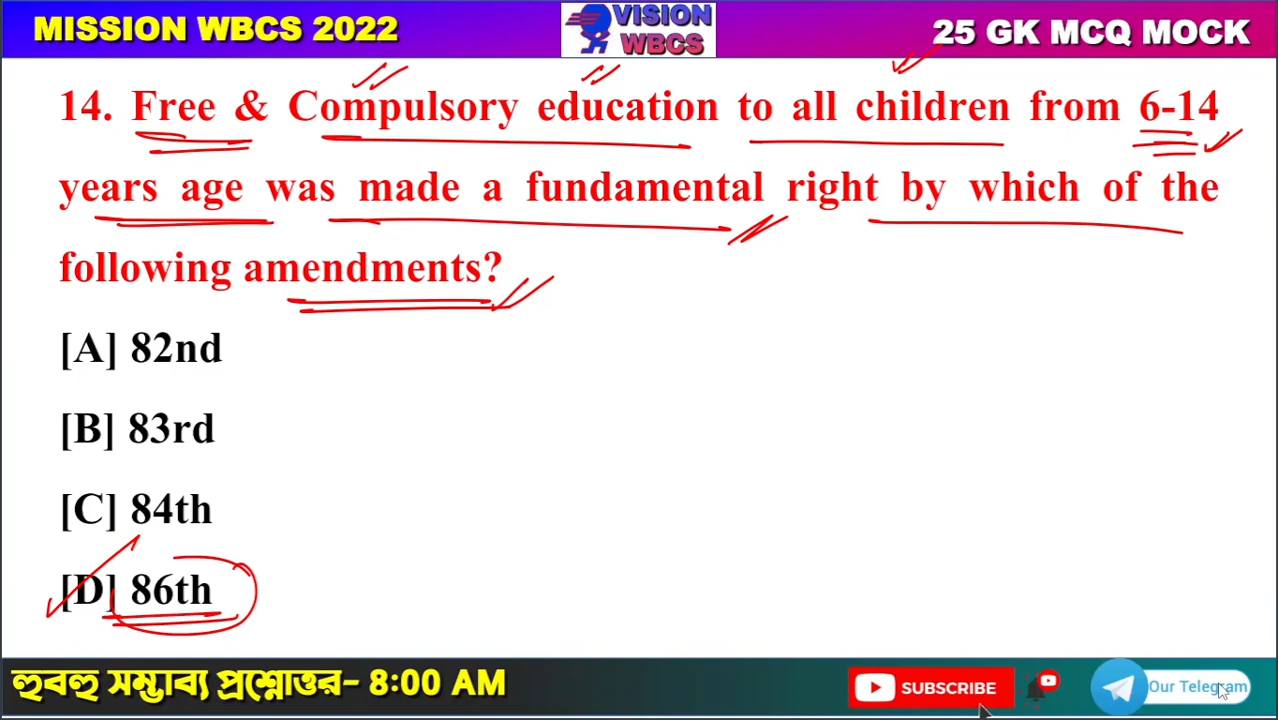 MISSION WBCS 2022
VISION
WBCS
25 GK MCQ MOCK
14. Free & Compulsory education to all children from 6-14
years age was made a fundamental right by which of the
following amendments?
[A] 82nd
[B] 83rd
[C] 84th
[D] 86th
হুবহু সম্ভাব্য প্রশ্নোত্তর- 8:00 AM
SUBSCRIBE
Our Telegram